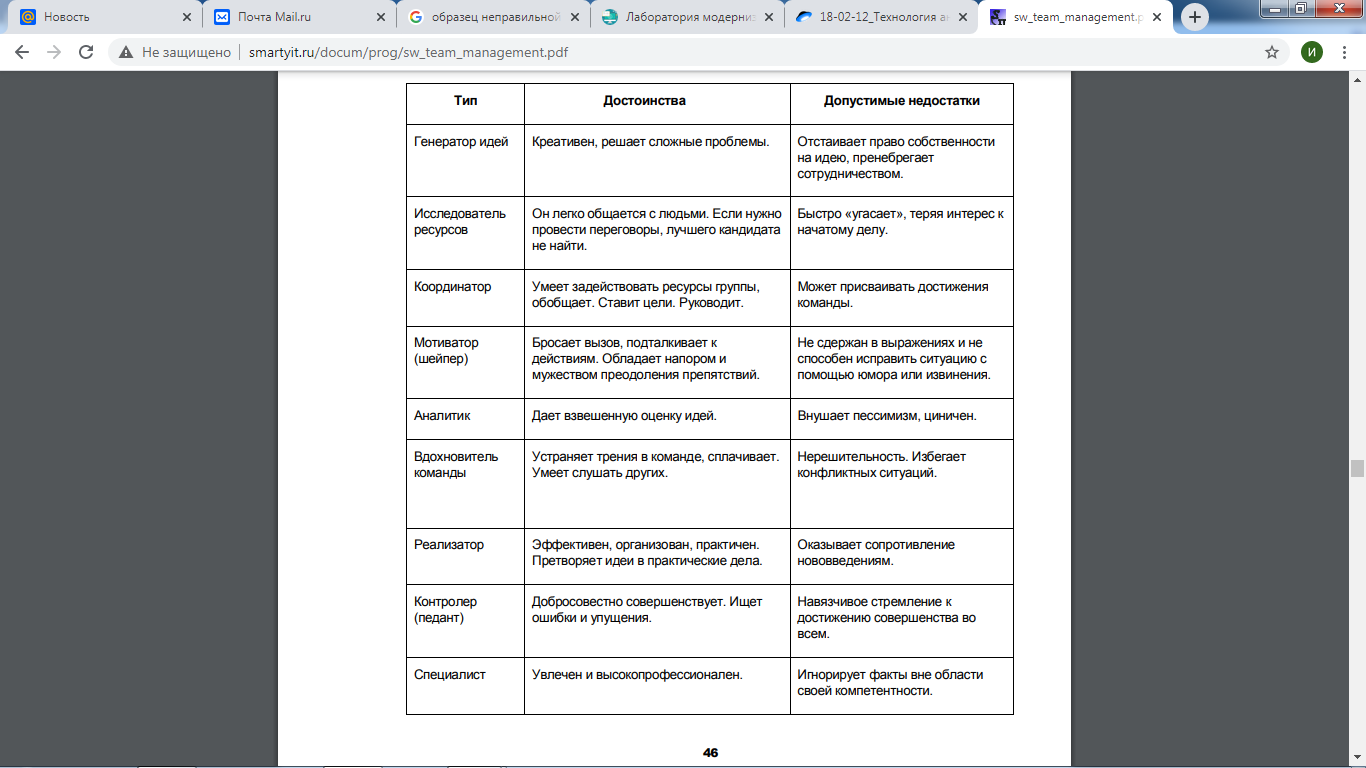 Новость
Почта Mail.ru
образец неправильной
Лаборатория модерни
18-02-12_Технология а
sw_team_management.p
Не защищено
smartyit.ru/docum/prog/sw_team_management.pdf
И
Тип
Достоинства
Допустимые недостатки
Генератор идей
Креативен, решает сложные проблемы.
Отстаивает право собственности
на идею, пренебрегает
сотрудничеством.
Исследователь
ресурсов
Он легко общается с людьми. Если нужно
провести переговоры, лучшего кандидата
не найти.
Быстро «угасает», теряя интерес к
начатому делу.
Координатор
Умеет задействовать ресурсы группы,
обобщает. Ставит цели. Руководит.
Может присваивать достижения
команды.
Мотиватор
(шейпер)
Бросает вызов, подталкивает к
действиям. Обладает напором и
мужеством преодоления препятствий.
Не сдержан в выражениях и не
способен исправить ситуацию с
помощью юмора или извинения.
Аналитик
Дает взвешенную оценку идей.
Внушает пессимизм, циничен.
Вдохновитель
команды
Устраняет трения в команде, сплачивает.
Умеет слушать других.
Нерешительность. Избегает
конфликтных ситуаций.
Реализатор
Эффективен, организован, практичен.
Претворяет идеи в практические дела.
Оказывает сопротивление
нововведениям.
Контролер
(педант)
Добросовестно совершенствует. Ищет
ошибки и упущения.
Навязчивое стремление к
достижению совершенства во
всем.
Специалист
Увлечен и высокопрофессионален.
Игнорирует факты вне области
своей компетентности.
46